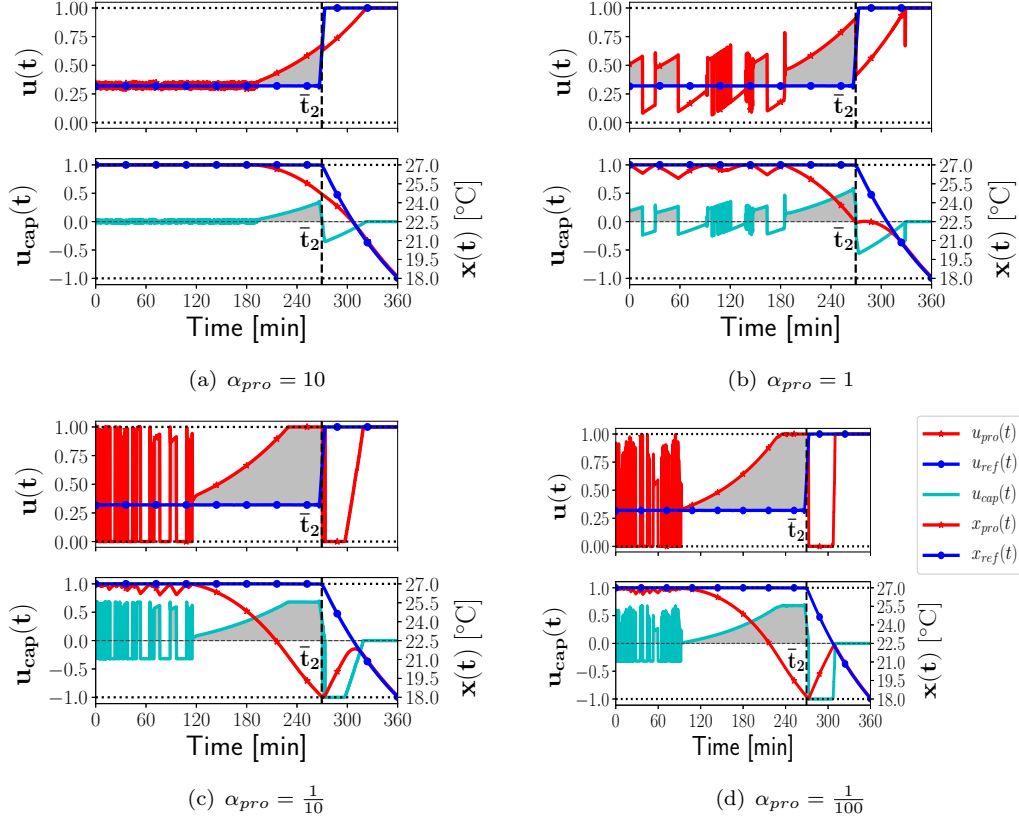 1.00
0.75
0.50
0.25
0.00
u(t)
t̄2
1.0
0.5
0.0
−0.5
−1.0
ucap(t)
t̄2
27.0
25.5
24.0
22.5
21.0
19.5
18.0
x(t) [°C]
0 60 120 180 240 300 360
Time [min]
(a) αpro = 10
1.00
0.75
0.50
0.25
0.00
u(t)
t̄2
1.0
0.5
0.0
−0.5
−1.0
ucap(t)
t̄2
27.0
25.5
24.0
22.5
21.0
19.5
18.0
x(t) [°C]
0 60 120 180 240 300 360
Time [min]
(b) αpro = 1
1.00
0.75
0.50
0.25
0.00
u(t)
t̄2
1.0
0.5
0.0
−0.5
−1.0
ucap(t)
t̄2
27.0
25.5
24.0
22.5
21.0
19.5
18.0
x(t) [°C]
0 60 120 180 240 300 360
Time [min]
(c) αpro = 1/10
1.00
0.75
0.50
0.25
0.00
u(t)
t̄2
1.0
0.5
0.0
−0.5
−1.0
ucap(t)
t̄2
27.0
25.5
24.0
22.5
21.0
19.5
18.0
x(t) [°C]
0 60 120 180 240 300 360
Time [min]
(d) αpro = 1/100
upro(t)
uref(t)
ucap(t)
xpro(t)
xref(t)